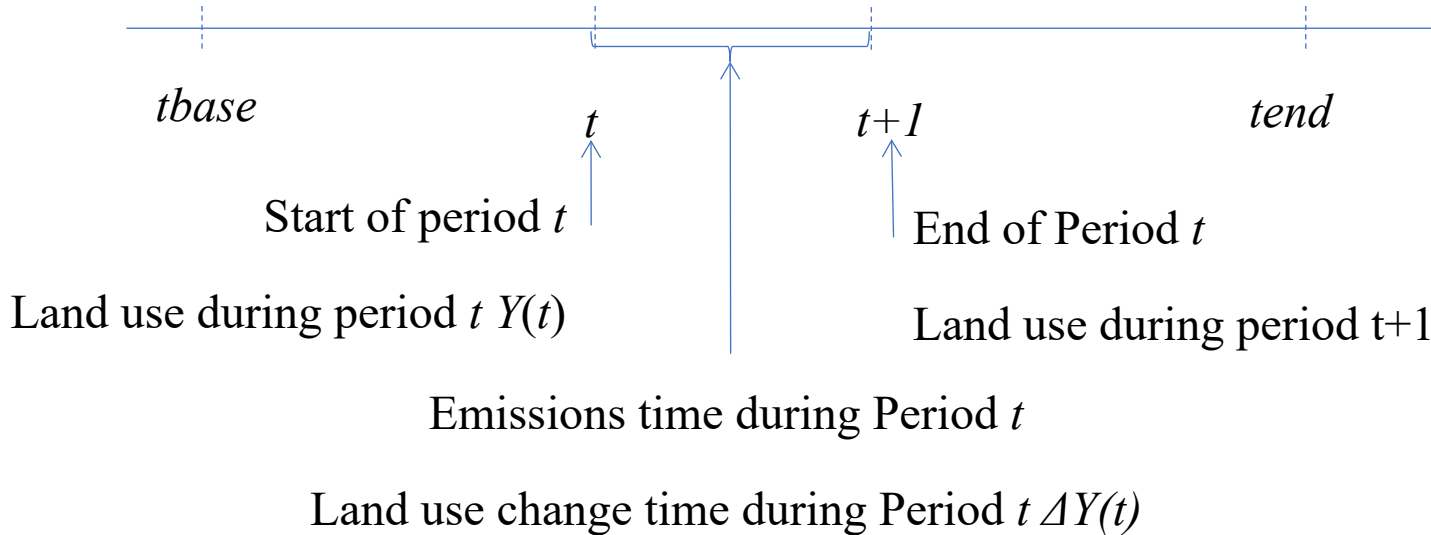 tbase
t
t+1
tend
Start of period t
End of Period t
Land use during period t Y(t)
Land use during period t+1
Emissions time during Period t
Land use change time during Period t ΔY(t)